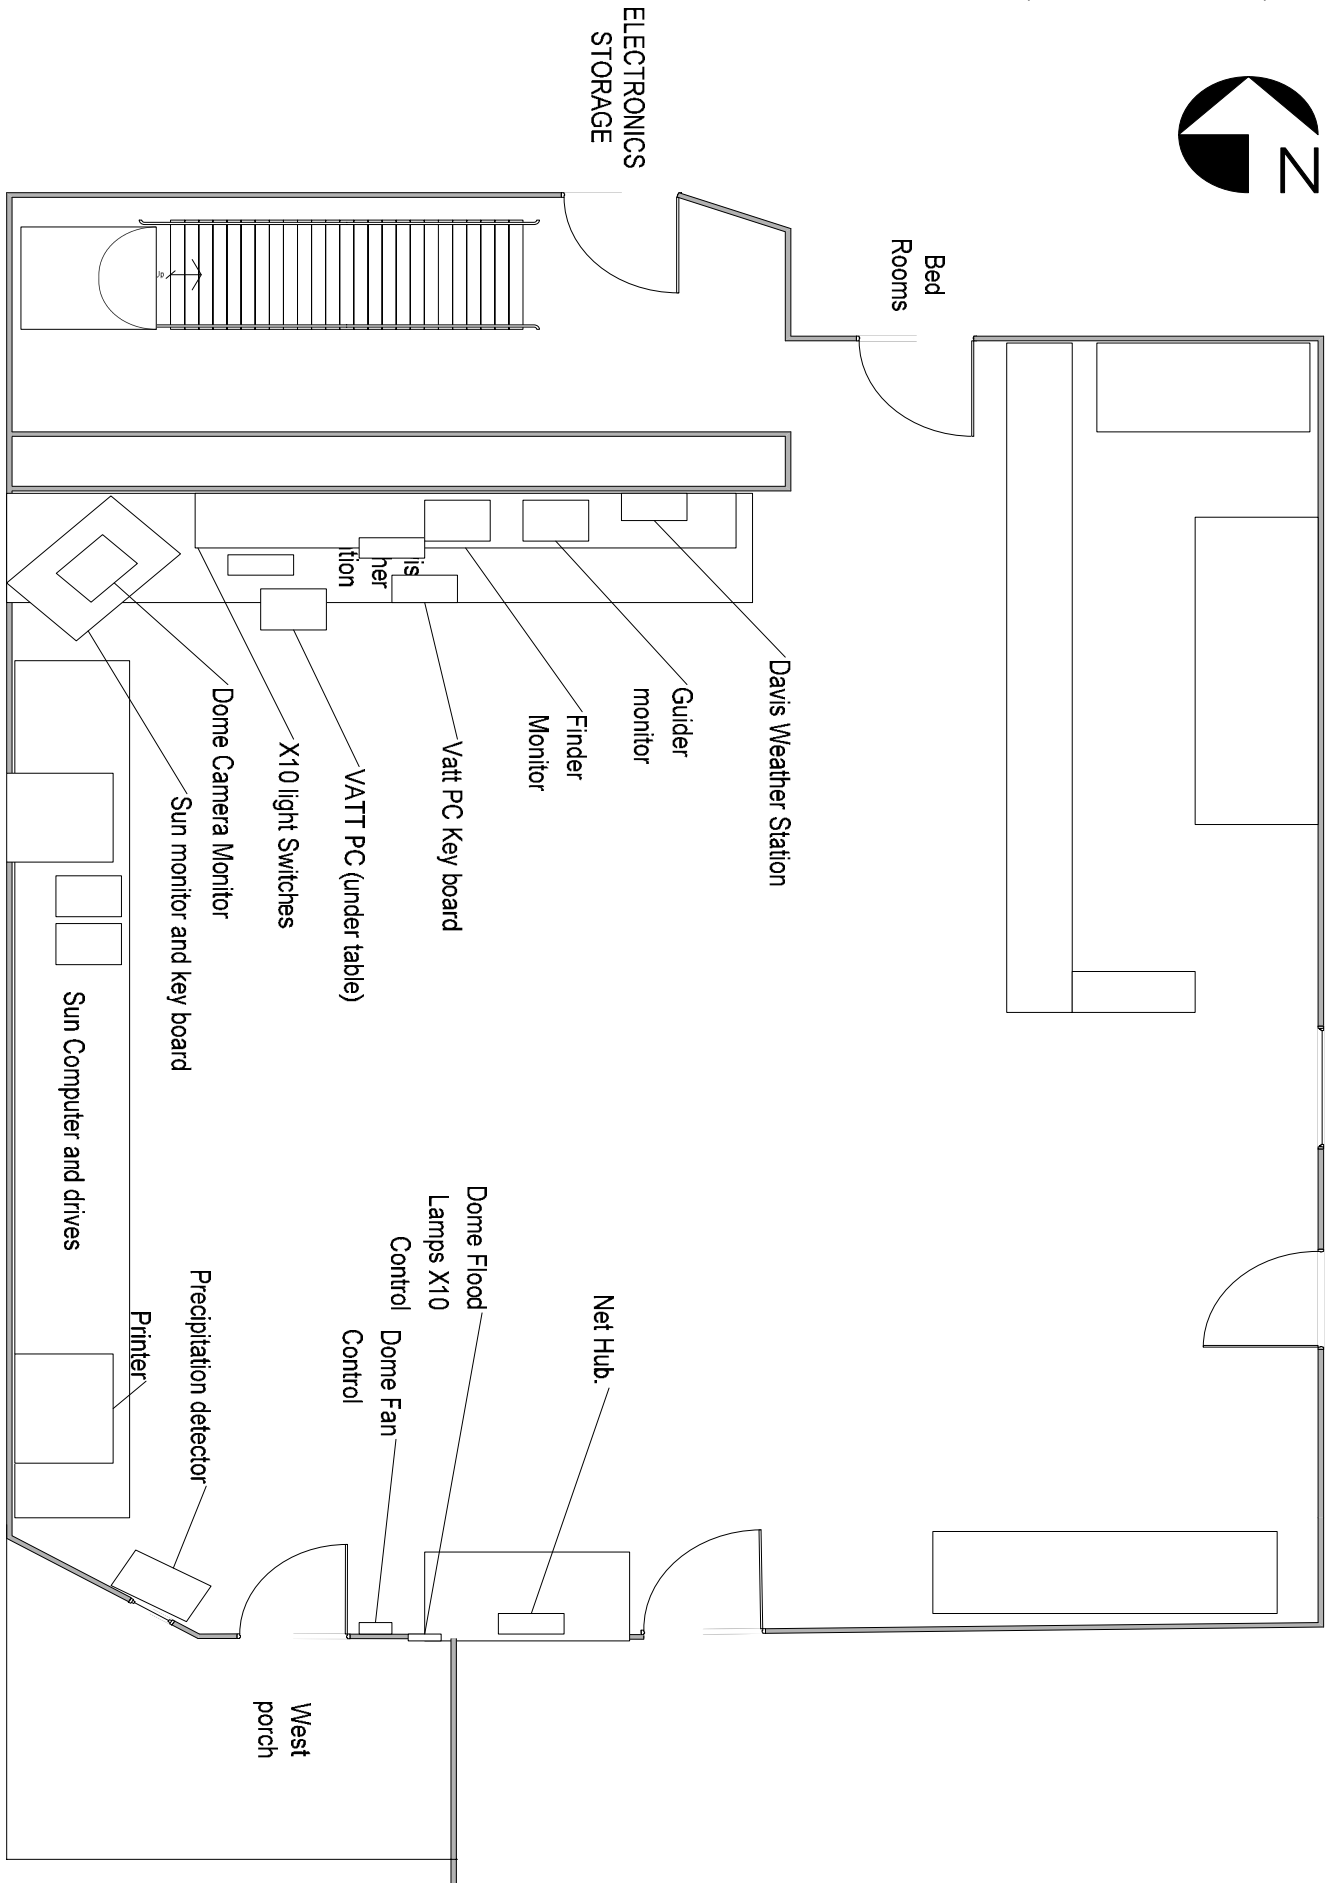 N
ELECTRONICS
STORAGE
Bed
Rooms
Davis Weather Station
Guider
monitor
Finder
Monitor
Vatt PC Key board
VATT PC (under table)
X10 light Switches
Dome Camera Monitor
Sun monitor and key board
Sun Computer and drives
Net Hub.
Dome Flood
Lamps X10
Control
Dome Fan
Control
Precipitation detector
Printer
West
porch